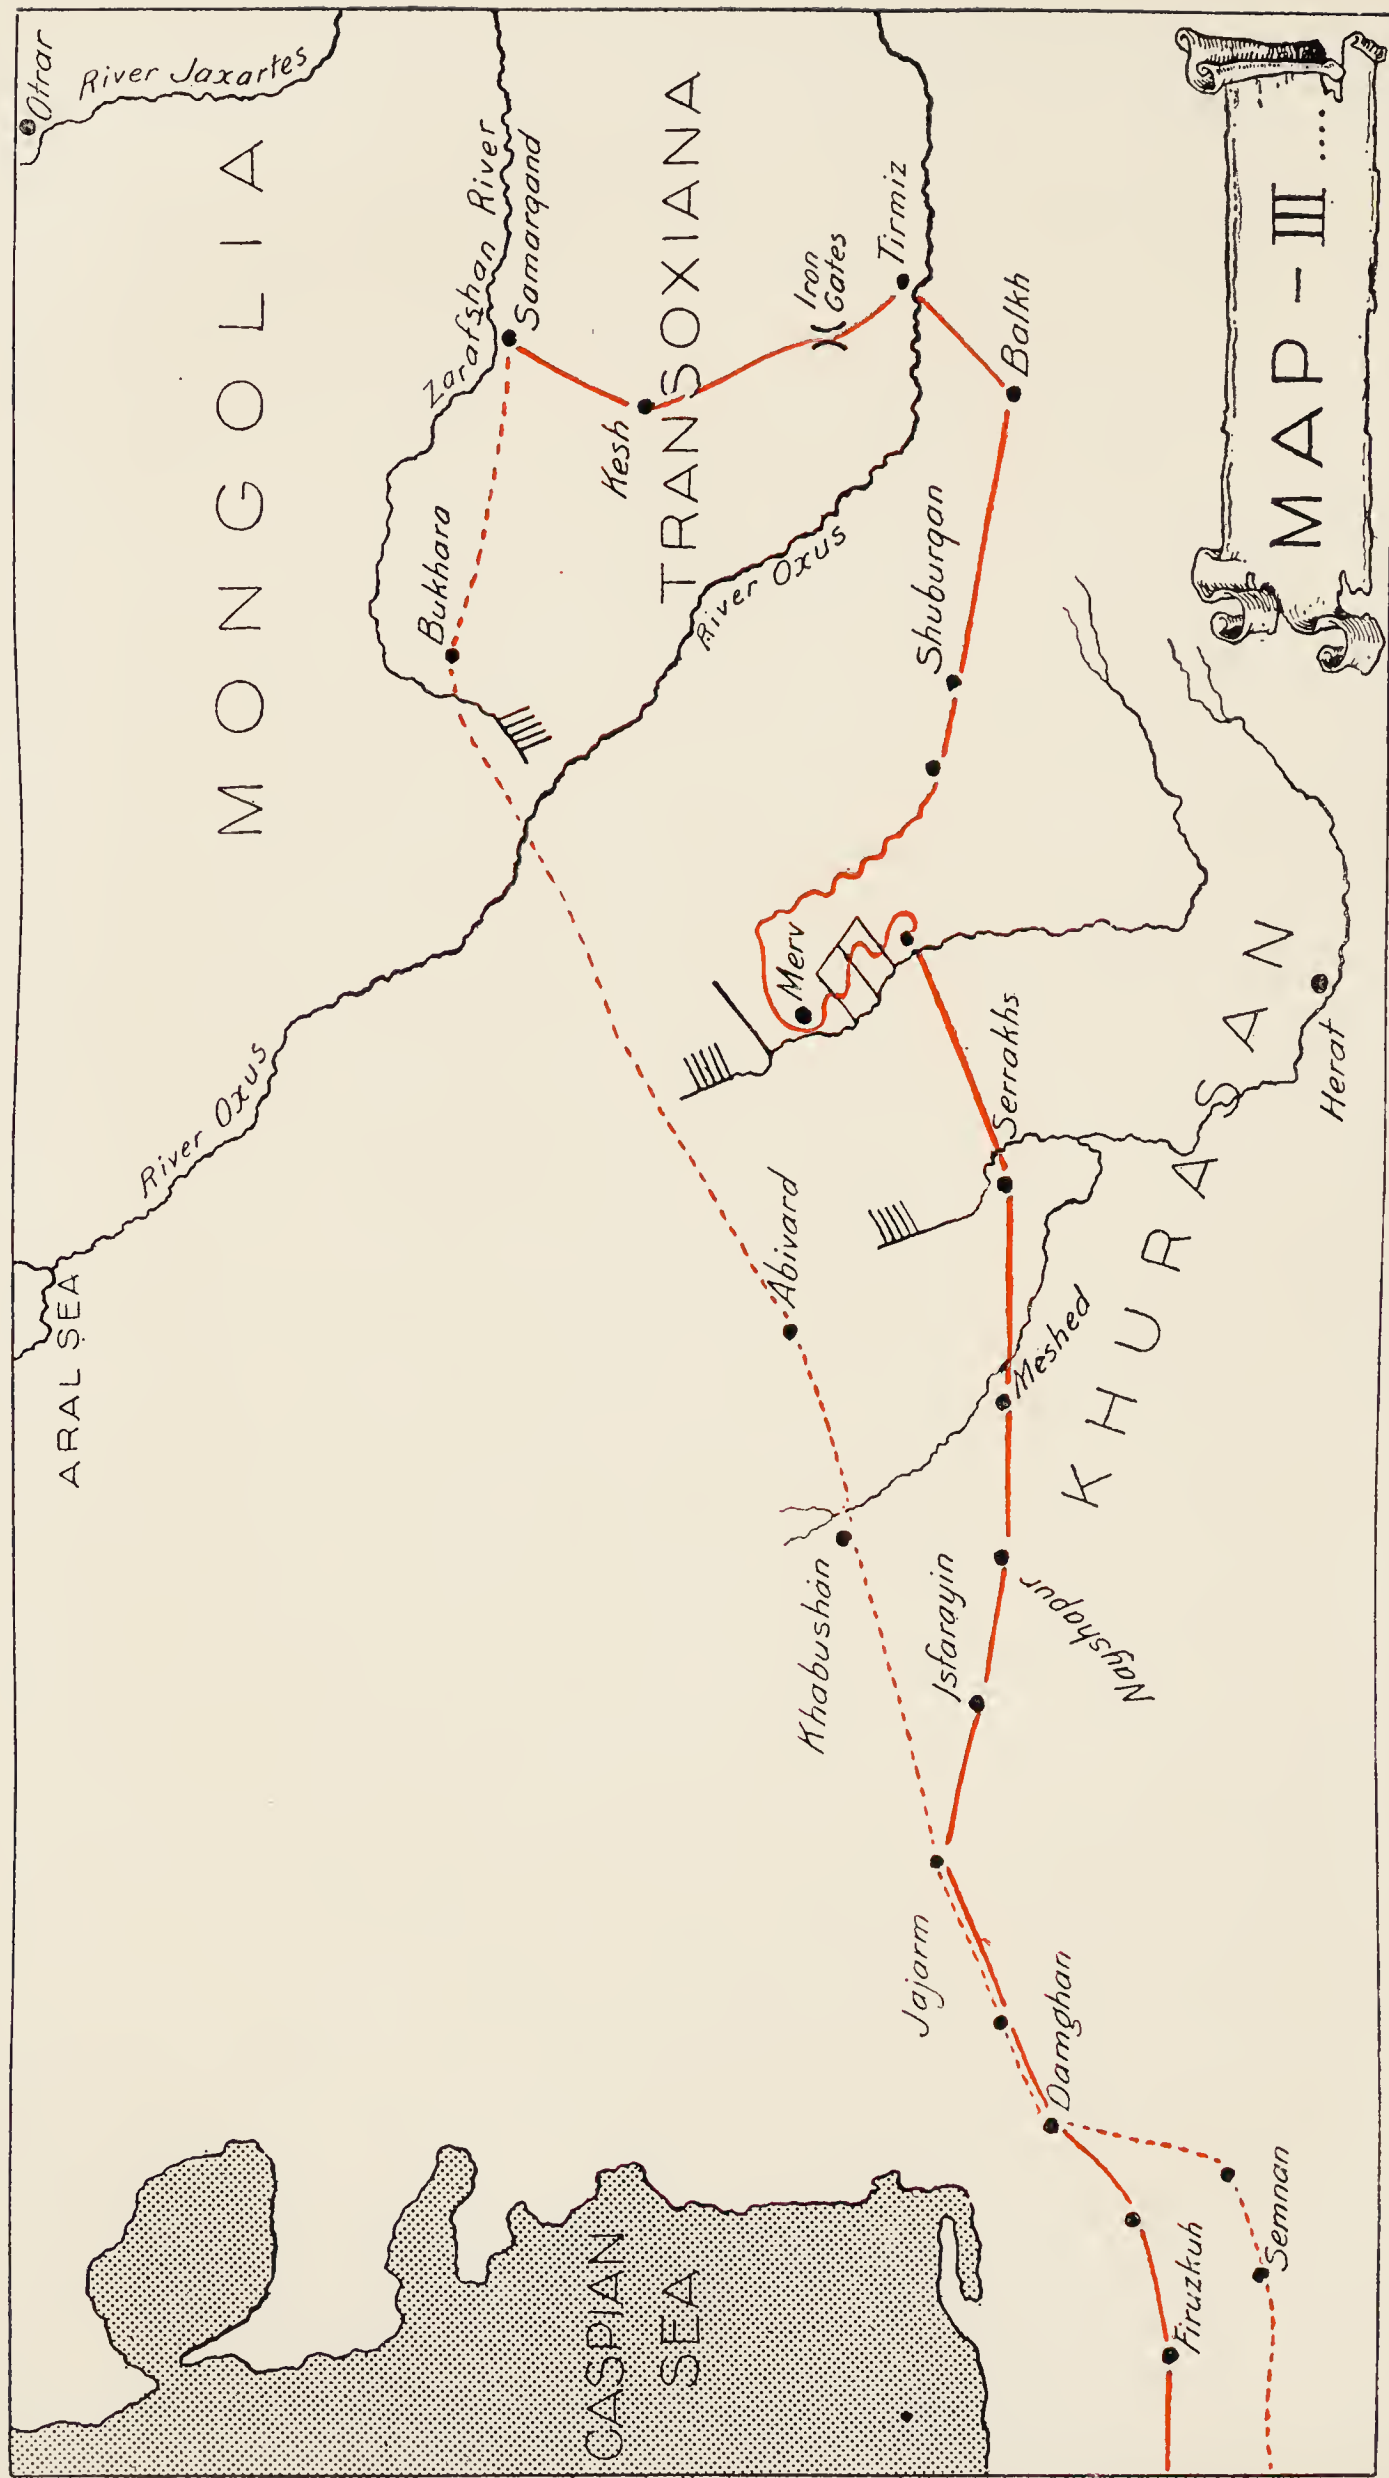 Otrar
River Jaxartes
MONGOLIA
Zarafshan River
Samarqand
TRANSOXIANA
Bukhara
Kesh
Iron
Gates
Tirmiz
Balkh
River Oxus
Shuburqan
River Oxus
ARAL SEA
Merv
Serrakhs
Herat
KHURASAN
Abivard
Meshed
Khabushan
Isfarayin
Nayshapur
Jajarm
Damghan
CASPIAN
SEA
Firuzkuh
Semnan
MAP - III ....